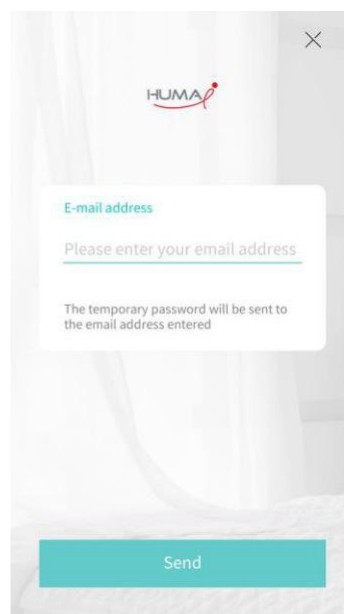 HUMA
E-mail address
Please enter your email address
The temporary password will be sent to
the email address entered
Send